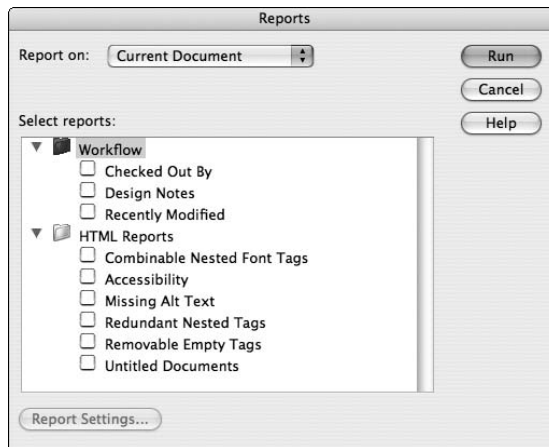 Reports
Report on: Current Document
Run
Cancel
Help
Select reports:
Workflow
Checked Out By
Design Notes
Recently Modified
HTML Reports
Combinable Nested Font Tags
Accessibility
Missing Alt Text
Redundant Nested Tags
Removable Empty Tags
Untitled Documents
Report Settings...